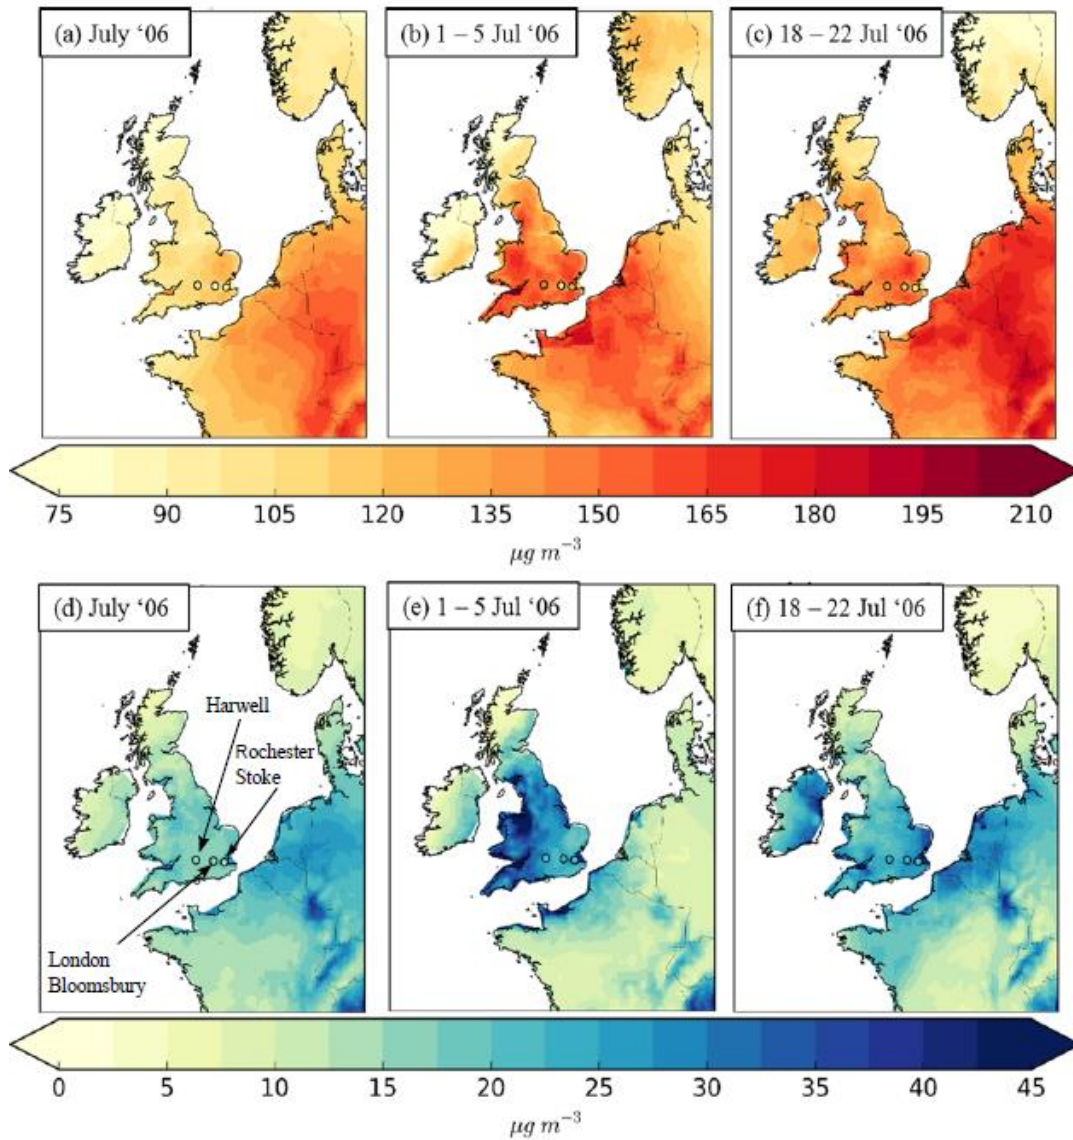 (a) July ‘06
(b) 1 – 5 Jul ‘06
(c) 18 – 22 Jul ‘06
75 90 105 120 135 150 165 180 195 210
μg m⁻³
(d) July ‘06
(e) 1 – 5 Jul ‘06
(f) 18 – 22 Jul ‘06
Harwell
Rochester
Stoke
London
Bloomsbury
0 5 10 15 20 25 30 35 40 45
μg m⁻³